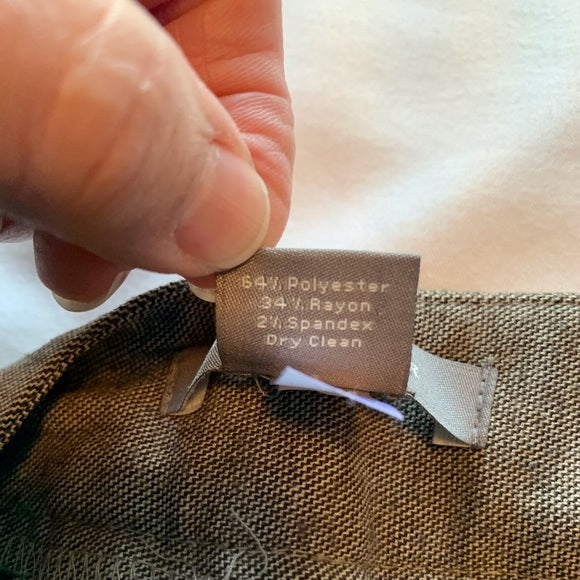 64% Polyester
34% Rayon
2% Spandex
Dry Clean